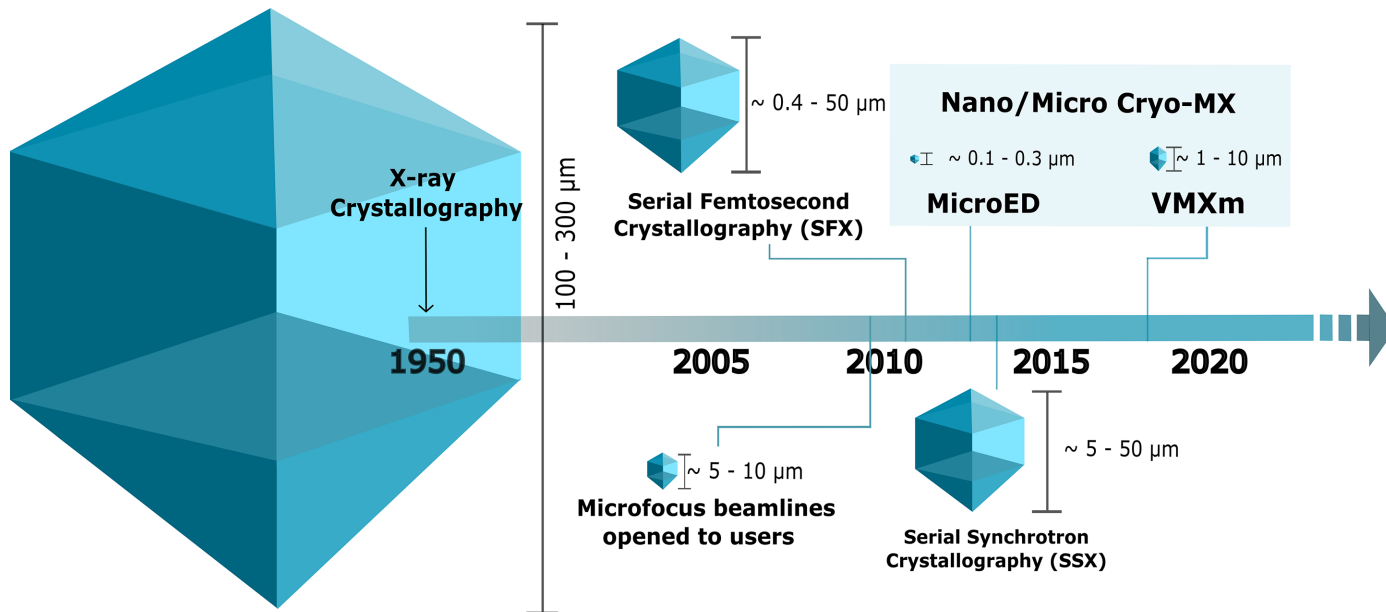 X-ray
Crystallography
100 - 300 µm
~ 0.4 - 50 µm
Serial Femtosecond
Crystallography (SFX)
Nano/Micro Cryo-MX
~ 0.1 - 0.3 µm
~ 1 - 10 µm
MicroED
VMXm
1950
2005
2010
2015
2020
~ 5 - 10 µm
Microfocus beamlines
opened to users
~ 5 - 50 µm
Serial Synchrotron
Crystallography (SSX)